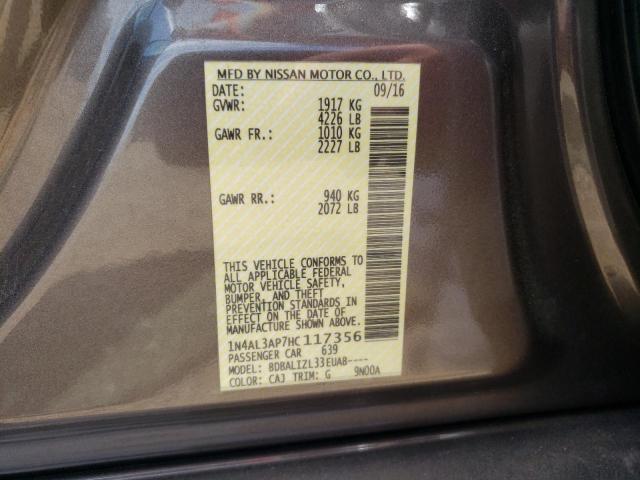 MFD BY NISSAN MOTOR CO., LTD.
DATE: 09/16
GVWR: 1917 KG
4226 LB
GAWR FR.: 1010 KG
2227 LB
GAWR RR.: 940 KG
2072 LB
THIS VEHICLE CONFORMS TO
ALL APPLICABLE FEDERAL
MOTOR VEHICLE SAFETY,
BUMPER, AND THEFT
PREVENTION STANDARDS IN
EFFECT ON THE DATE OF
MANUFACTURE SHOWN ABOVE.
1N4AL3AP7HC117356
PASSENGER CAR 639
MODEL: BDBALIZL33EUAB----
COLOR: CAJ TRIM: G 9N00A